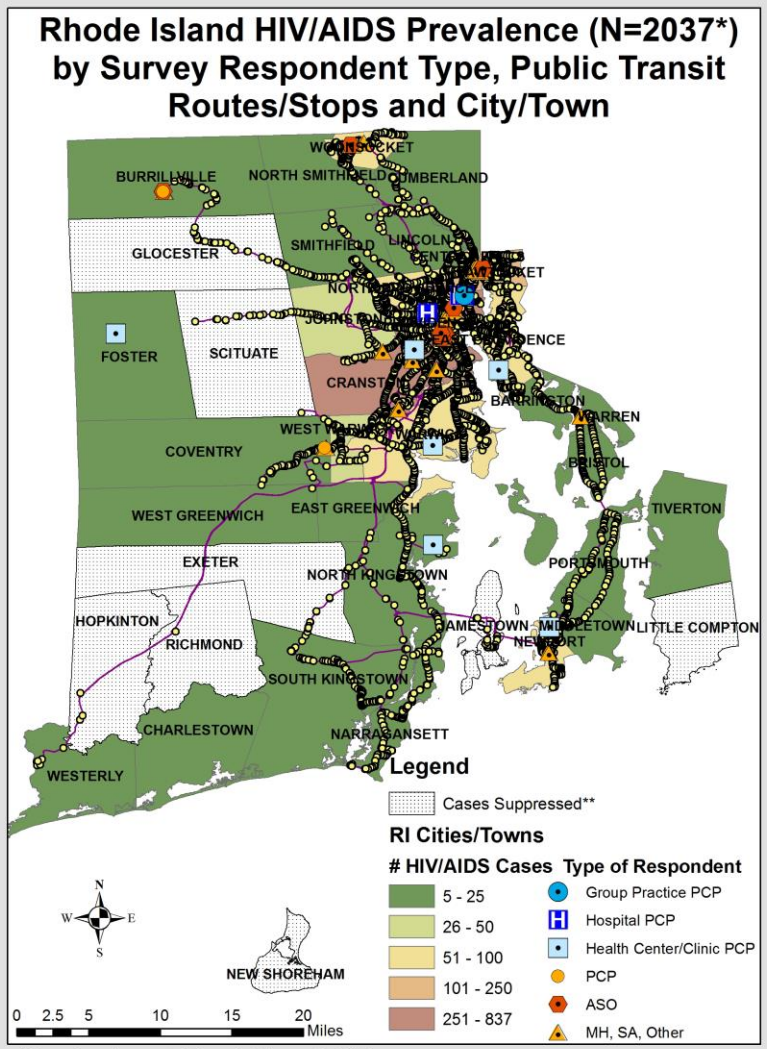 Rhode Island HIV/AIDS Prevalence (N=2037*)
by Survey Respondent Type, Public Transit
Routes/Stops and City/Town
WOONSOCKET
BURRILLVILLE
NORTH SMITHFIELD
CUMBERLAND
GLOCESTER
SMITHFIELD
LINCOLN
FOSTER
SCITUATE
CRANSTON
BARRINGTON
WARREN
WEST WARWICK
COVENTRY
BRISTOL
WEST GREENWICH
EAST GREENWICH
TIVERTON
EXETER
PORTSMOUTH
NORTH KINGSTOWN
HOPKINTON
RICHMOND
JAMESTOWN
MIDDLETOWN
LITTLE COMPTON
NEWPORT
SOUTH KINGSTOWN
CHARLESTOWN
NARRAGANSETT
WESTERLY
Legend
Cases Suppressed**
RI Cities/Towns
# HIV/AIDS Cases
5 - 25
26 - 50
51 - 100
101 - 250
251 - 837
Type of Respondent
Group Practice PCP
H Hospital PCP
Health Center/Clinic PCP
PCP
ASO
MH, SA, Other
N
W E
S
NEW SHOREHAM
0 2.5 5 10 15 20
Miles